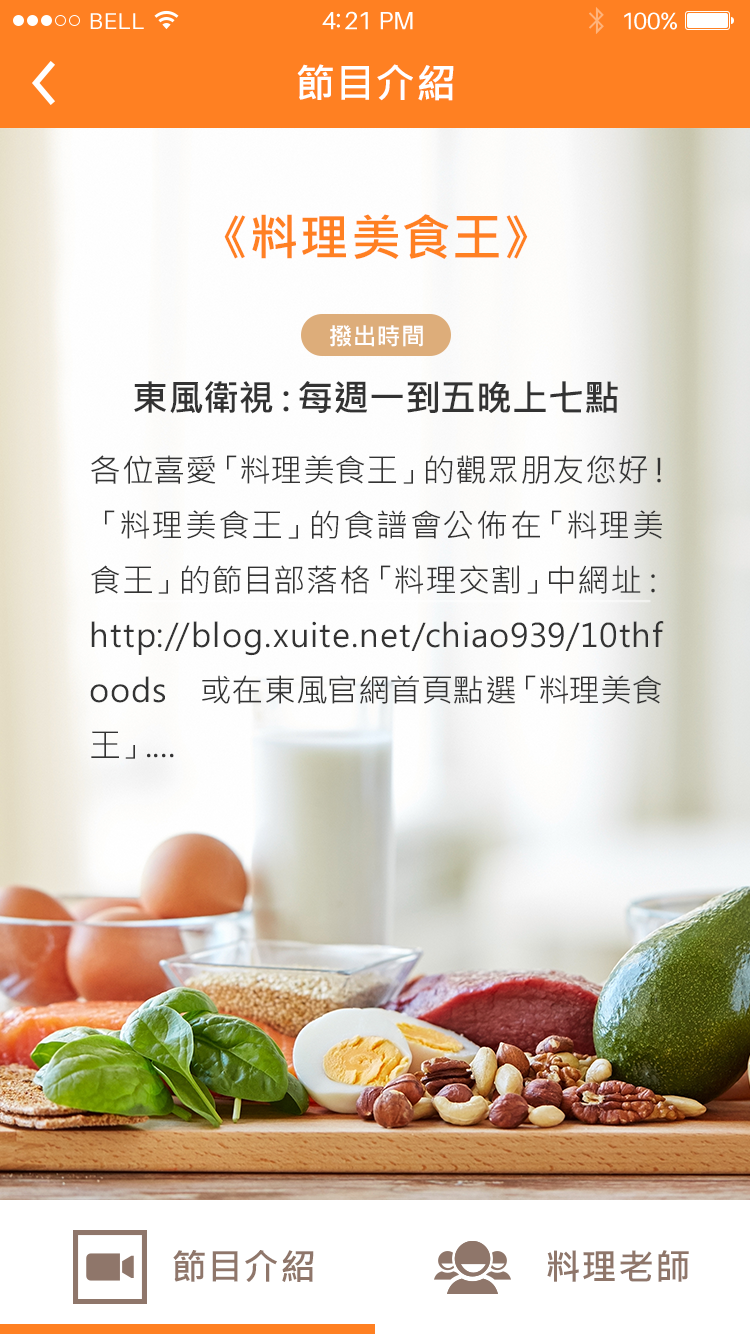 BELL 4:21 PM 100%
節目介紹
《料理美食王》
撥出時間
東風衛視:每週一到五晚上七點
各位喜愛「料理美食王」的觀眾朋友您好!
「料理美食王」的食譜會公佈在「料理美
食王」的節目部落格「料理交割」中網址:
http://blog.xuite.net/chiao939/10thf
oods 或在東風官網首頁點選「料理美食
王」....
節目介紹 料理老師